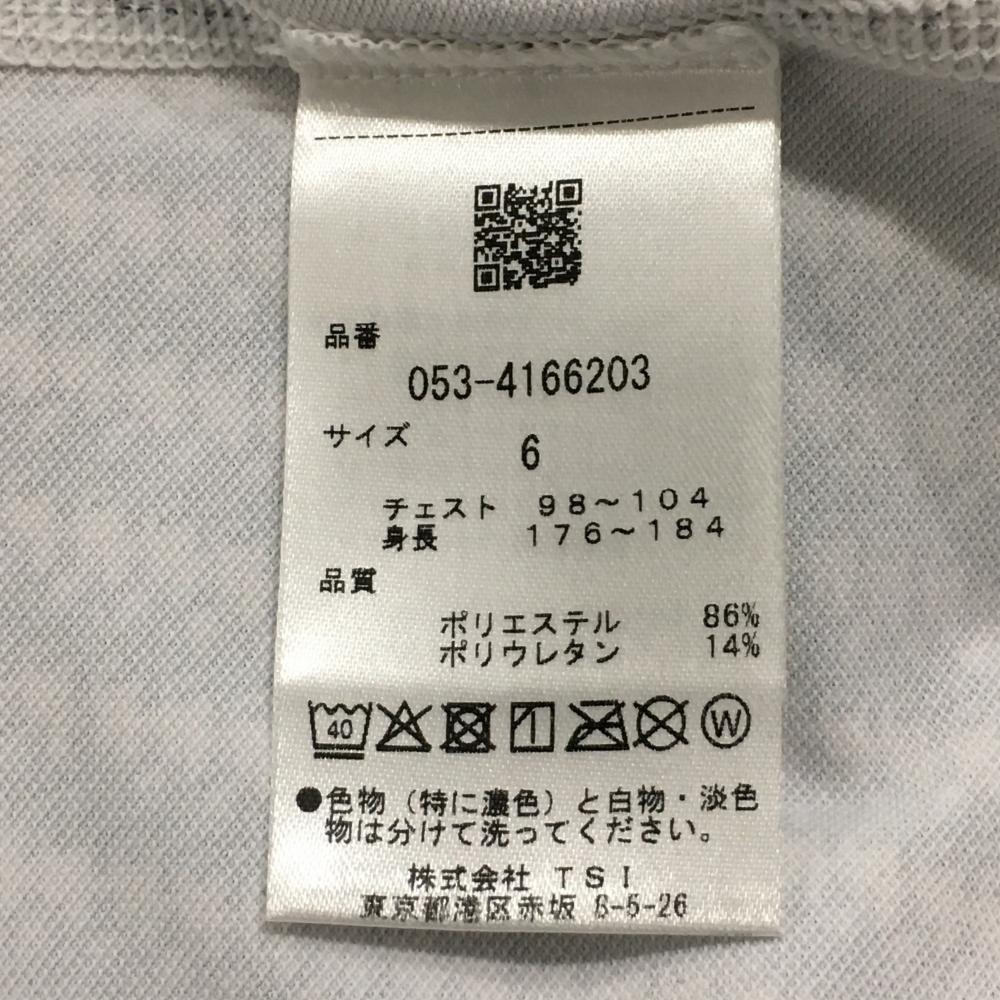 品番
053-4166203
サイズ 6
チェスト 98～104
身長 176～184
品質
ポリエステル 86%
ポリウレタン 14%
40 W
●色物（特に濃色）と白物・淡色
物は分けて洗ってください。
株式会社 TSI
東京都港区赤坂 8-5-26